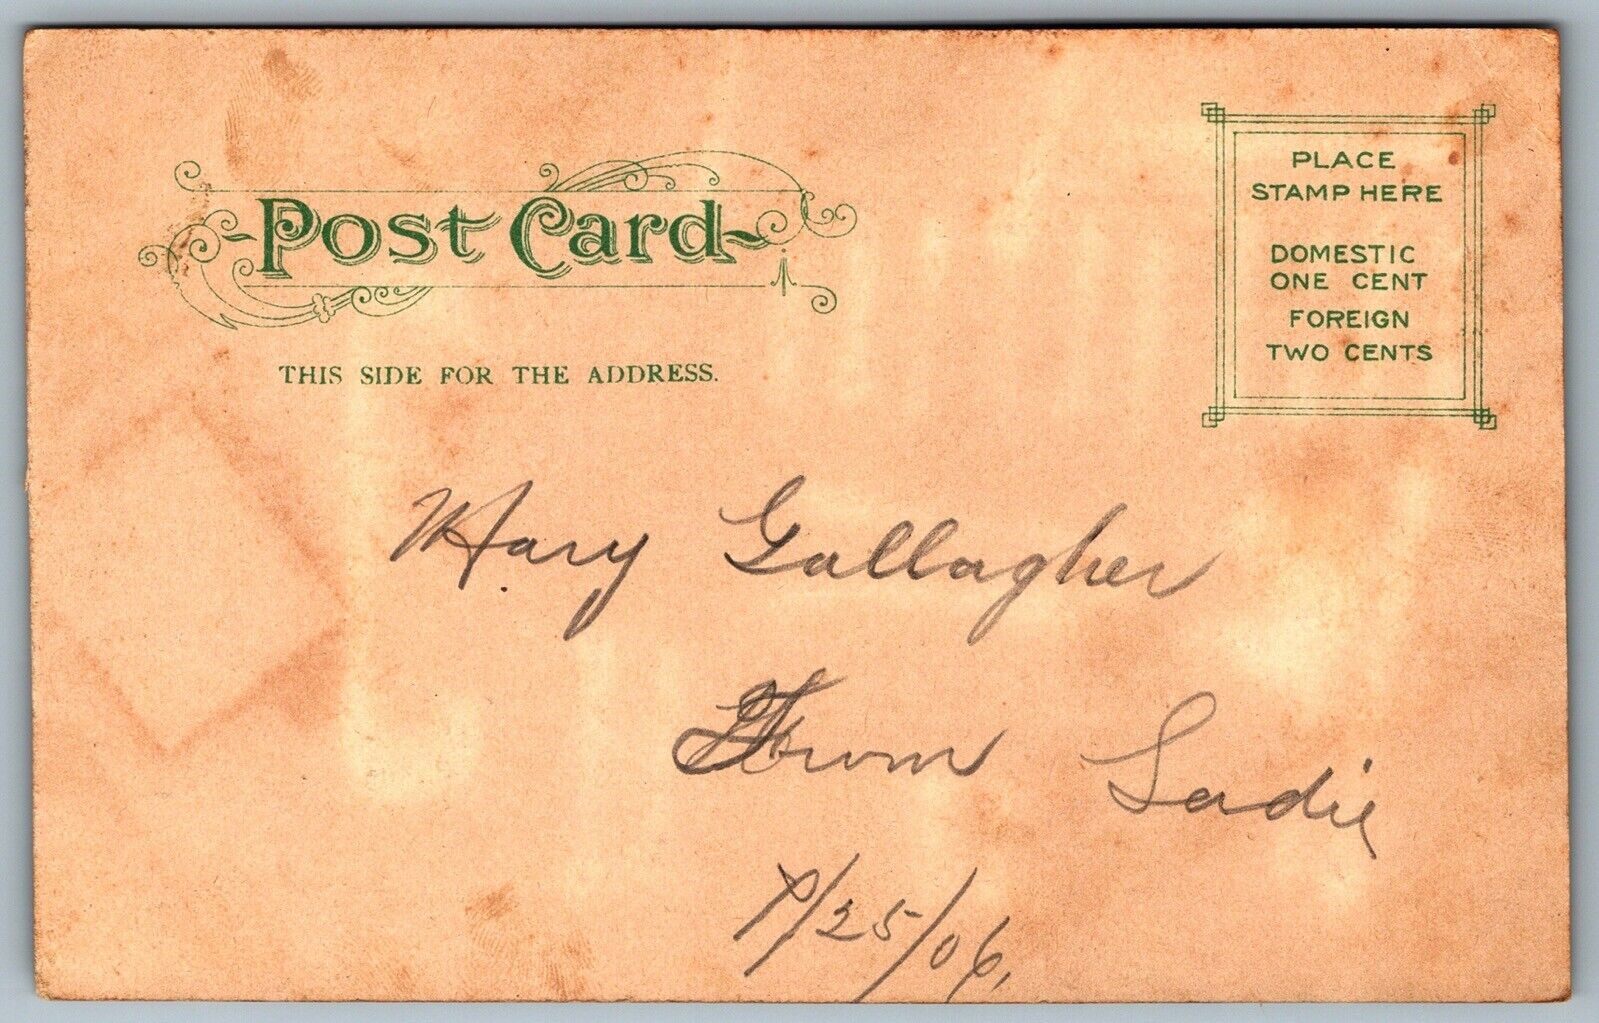 Post Card
THIS SIDE FOR THE ADDRESS.
PLACE
STAMP HERE
DOMESTIC
ONE CENT
FOREIGN
TWO CENTS
Mary Gallagher
From Sadie
8/25/06.